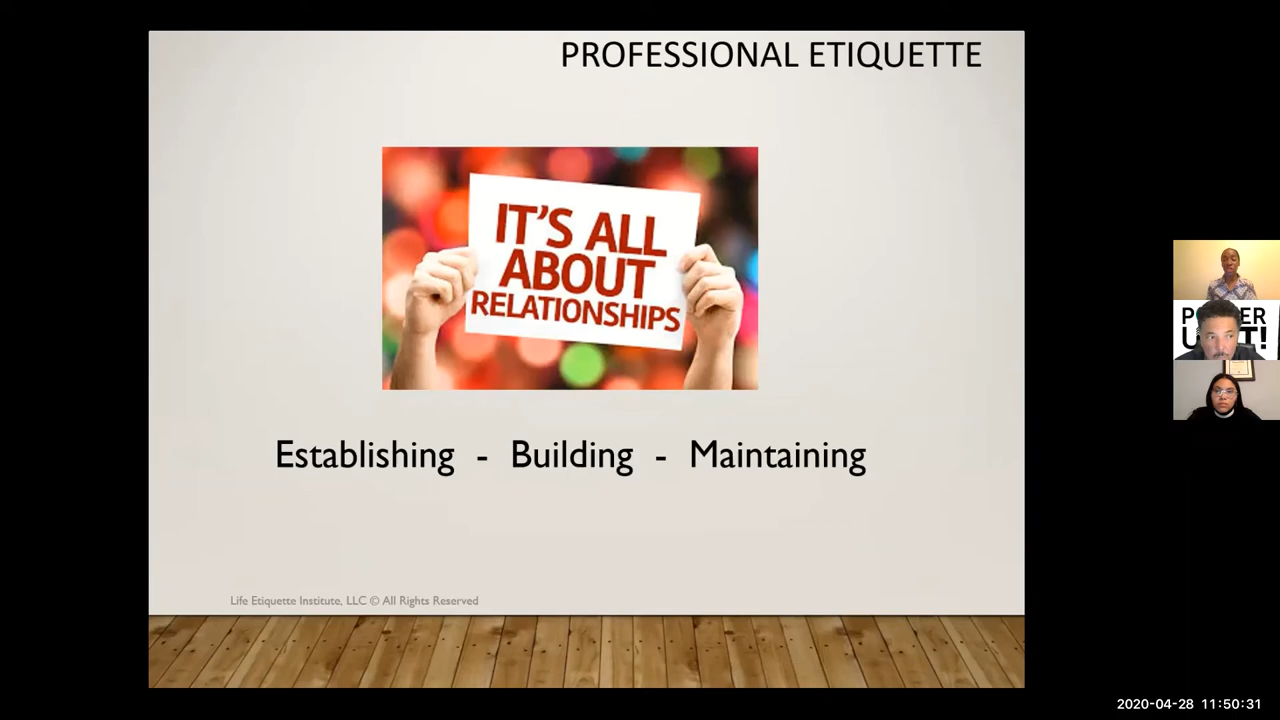 PROFESSIONAL ETIQUETTE
IT'S ALL
ABOUT
RELATIONSHIPS
Establishing - Building - Maintaining
Life Etiquette Institute, LLC © All Rights Reserved
2020-04-28 11:50:31